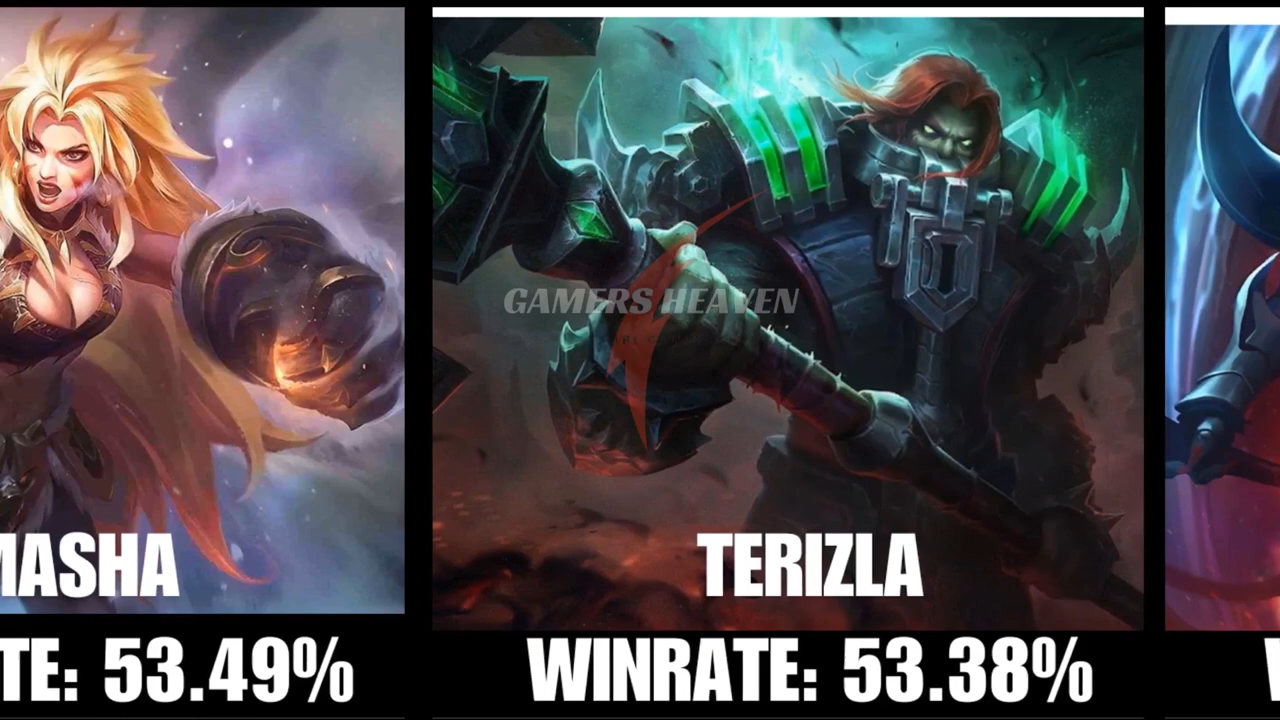 MASHA
TE: 53.49%
GAMERS HEAVEN
TERIZLA
WINRATE: 53.38%